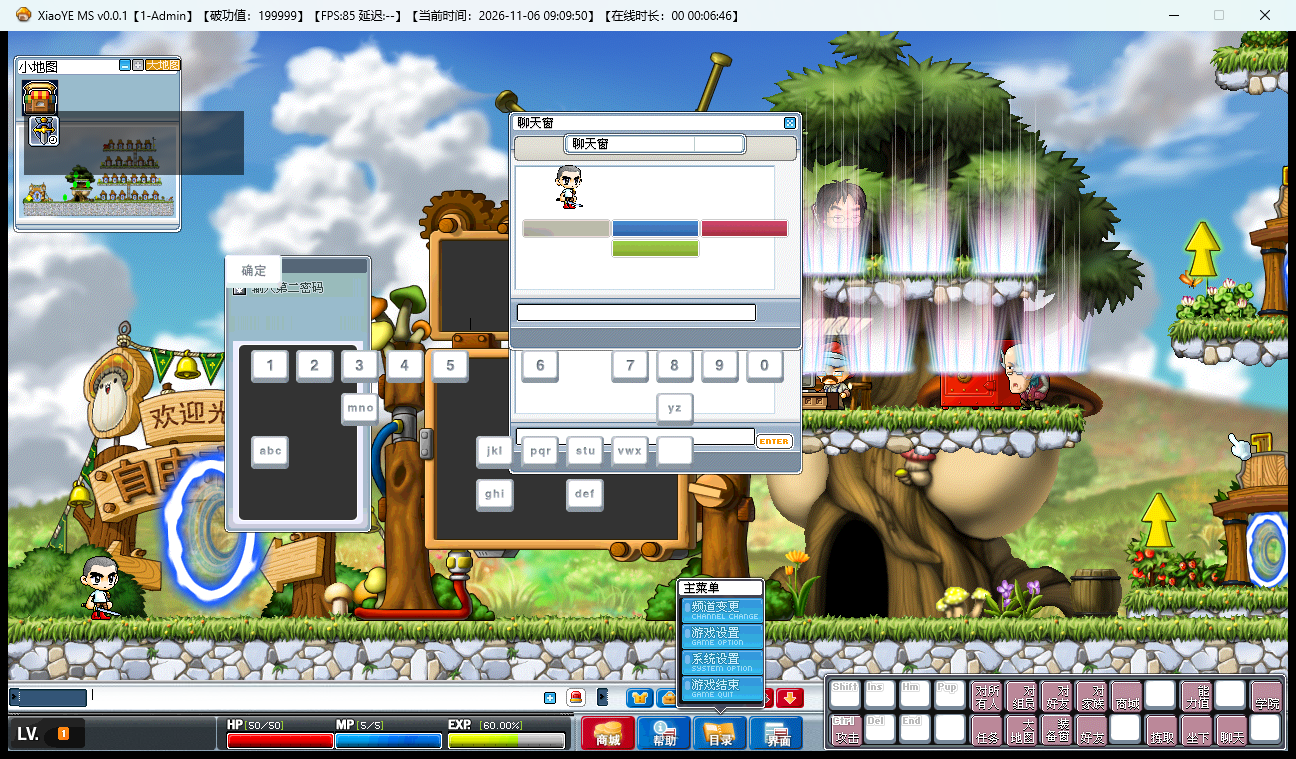 XiaoYE MS v0.0.1【1-Admin】【破功值：199999】【FPS:85 延迟:--】【当前时间：2026-11-06 09:09:50】【在线时长：00 00:06:46】
小地图
大地图
聊天窗
聊天窗
确定
输入第二密码
1 2 3 4 5 6 7 8 9 0
mno yz
abc jkl pqr stu vwx
ENTER
ghi def
欢迎光
自由
主菜单
频道变更
CHANNEL CHANGE
游戏设置
GAME OPTION
系统设置
SYSTEM OPTION
游戏结束
GAME QUIT
LV. 1
HP [50/50] MP [5/5] EXP. [60.00%]
商城 帮助 目录 界面
Shift Ins Hm Pup 对所有人 对组员 对好友 对家族 商城 能力值 学院
Ctrl 攻击 Del End 任务 地图 装备窗 好友 拣取 坐下 聊天